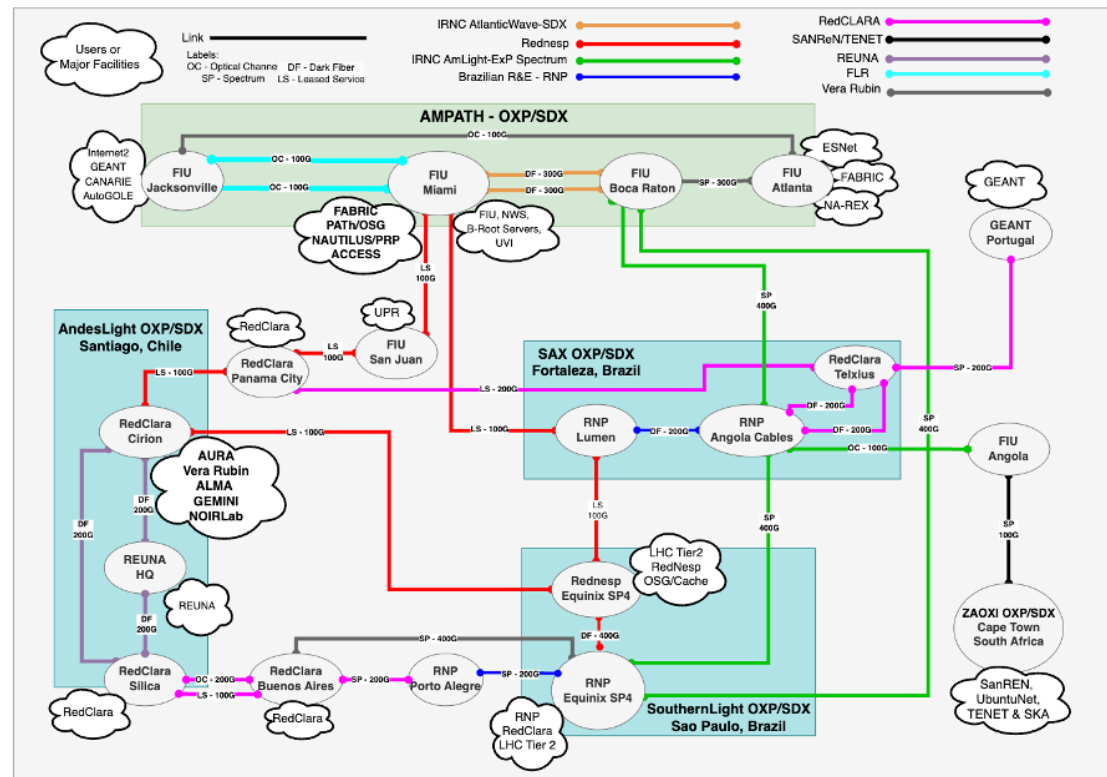 Users or
Major Facilities
Link
Labels:
OC - Optical Channe
DF - Dark Fiber
SP - Spectrum
LS - Leased Service
IRNC AtlanticWave-SDX
Rednesp
IRNC AmLight-ExP Spectrum
Brazilian R&E - RNP
RedCLARA
SANReN/TENET
REUNA
FLR
Vera Rubin
AMPATH - OXP/SDX
OC - 100G
Internet2
GEANT
CANARIE
AutoGOLE
FIU
Jacksonville
OC - 100G
OC - 100G
FIU
Miami
DF - 300G
DF - 300G
FIU
Boca Raton
SP - 300G
FIU
Atlanta
ESNet
FABRIC
NA-REX
GEANT
GEANT
Portugal
FABRIC
PATh/OSG
NAUTILUS/PRP
ACCESS
FIU, NWS,
B-Root Servers,
UVI
LS
100G
SP
400G
AndesLight OXP/SDX
Santiago, Chile
RedClara
RedClara
Panama City
LS
100G
UPR
FIU
San Juan
SAX OXP/SDX
Fortaleza, Brazil
RedClara
Telxius
SP - 200G
LS - 100G
LS - 200G
DF - 200G
RedClara
Cirion
LS - 100G
LS - 100G
RNP
Lumen
DF - 200G
RNP
Angola Cables
DF - 200G
OC - 100G
SP
400G
FIU
Angola
AURA
Vera Rubin
ALMA
GEMINI
NOIRLab
DF
200G
DF
200G
LS
100G
SP
400G
SP
100G
REUNA
HQ
REUNA
DF
200G
LHC Tier2
RedNesp
OSG/Cache
Rednesp
Equinix SP4
DF - 400G
ZAOXI OXP/SDX
Cape Town
South Africa
SP - 400G
RedClara
Silica
OC - 200G
LS - 100G
RedClara
Buenos Aires
SP - 200G
RNP
Porto Alegre
SP - 200G
RNP
Equinix SP4
RedClara
RedClara
RNP
RedClara
LHC Tier 2
SouthernLight OXP/SDX
Sao Paulo, Brazil
SanREN,
UbuntuNet,
TENET & SKA